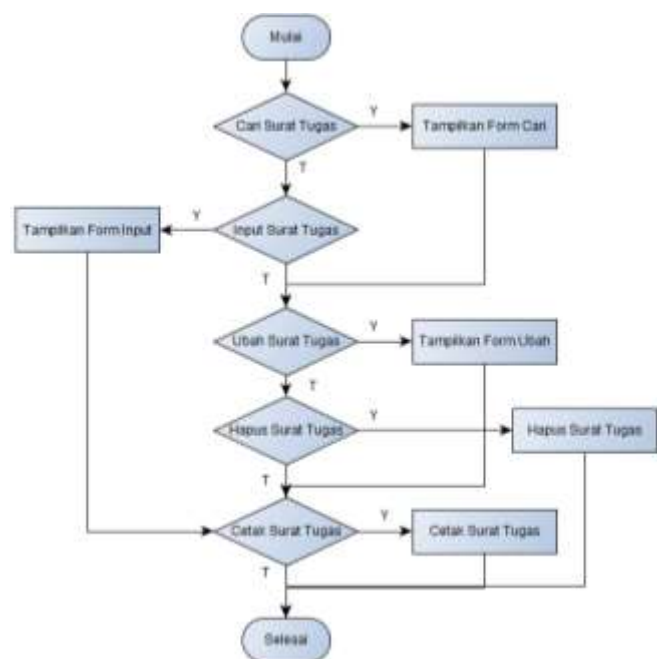 Mulai
Cari Surat Tugas
Y
Tampilkan Form Cari
T
Tampilkan Form Input
Y
Input Surat Tugas
T
Ubah Surat Tugas
Y
Tampilkan Form Ubah
T
Hapus Surat Tugas
Y
Hapus Surat Tugas
T
Cetak Surat Tugas
Y
Cetak Surat Tugas
T
Selesai